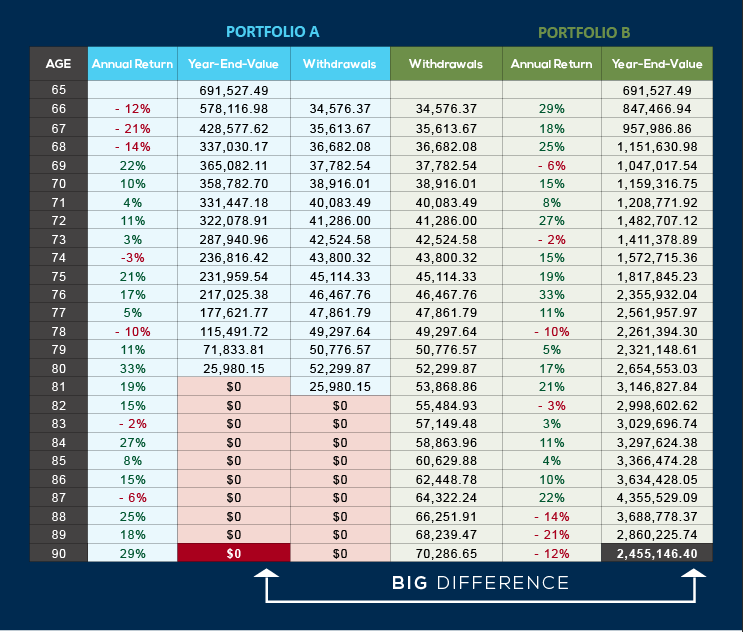 PORTFOLIO A PORTFOLIO B
AGE Annual Return Year-End-Value Withdrawals Withdrawals Annual Return Year-End-Value
65 691,527.49 691,527.49
66 - 12% 578,116.98 34,576.37 34,576.37 29% 847,466.94
67 - 21% 428,577.62 35,613.67 35,613.67 18% 957,986.86
68 - 14% 337,030.17 36,682.08 36,682.08 25% 1,151,630.98
69 22% 365,082.11 37,782.54 37,782.54 - 6% 1,047,017.54
70 10% 358,782.70 38,916.01 38,916.01 15% 1,159,316.75
71 4% 331,447.18 40,083.49 40,083.49 8% 1,208,771.92
72 11% 322,078.91 41,286.00 41,286.00 27% 1,482,707.12
73 3% 287,940.96 42,524.58 42,524.58 - 2% 1,411,378.89
74 -3% 236,816.42 43,800.32 43,800.32 15% 1,572,715.36
75 21% 231,959.54 45,114.33 45,114.33 19% 1,817,845.23
76 17% 217,025.38 46,467.76 46,467.76 33% 2,355,932.04
77 5% 177,621.77 47,861.79 47,861.79 11% 2,561,957.97
78 - 10% 115,491.72 49,297.64 49,297.64 - 10% 2,261,394.30
79 11% 71,833.81 50,776.57 50,776.57 5% 2,321,148.61
80 33% 25,980.15 52,299.87 52,299.87 17% 2,654,553.03
81 19% $0 25,980.15 53,868.86 21% 3,146,827.84
82 15% $0 $0 55,484.93 - 3% 2,998,602.62
83 - 2% $0 $0 57,149.48 3% 3,029,696.74
84 27% $0 $0 58,863.96 11% 3,297,624.38
85 8% $0 $0 60,629.88 4% 3,366,474.28
86 15% $0 $0 62,448.78 10% 3,634,428.05
87 - 6% $0 $0 64,322.24 22% 4,355,529.09
88 25% $0 $0 66,251.91 - 14% 3,688,778.37
89 18% $0 $0 68,239.47 - 21% 2,860,225.74
90 29% $0 $0 70,286.65 - 12% 2,455,146.40
BIG DIFFERENCE